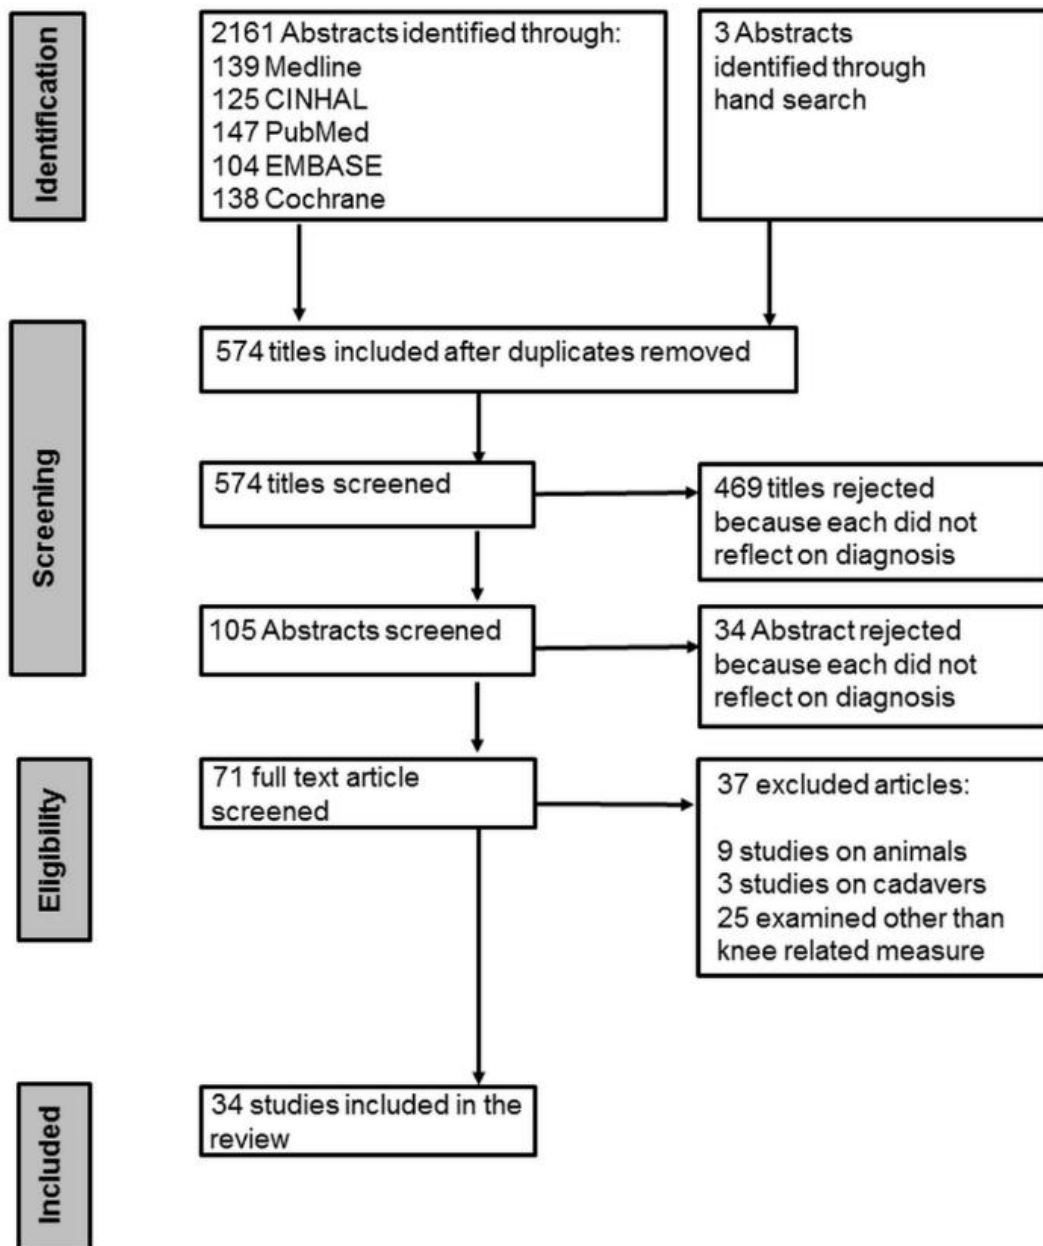 Identification
2161 Abstracts identified through:
139 Medline
125 CINHAL
147 PubMed
104 EMBASE
138 Cochrane
3 Abstracts
identified through
hand search
Screening
574 titles included after duplicates removed
574 titles screened
469 titles rejected
because each did not
reflect on diagnosis
105 Abstracts screened
34 Abstract rejected
because each did not
reflect on diagnosis
Eligibility
71 full text article
screened
37 excluded articles:
9 studies on animals
3 studies on cadavers
25 examined other than
knee related measure
Included
34 studies included in the
review